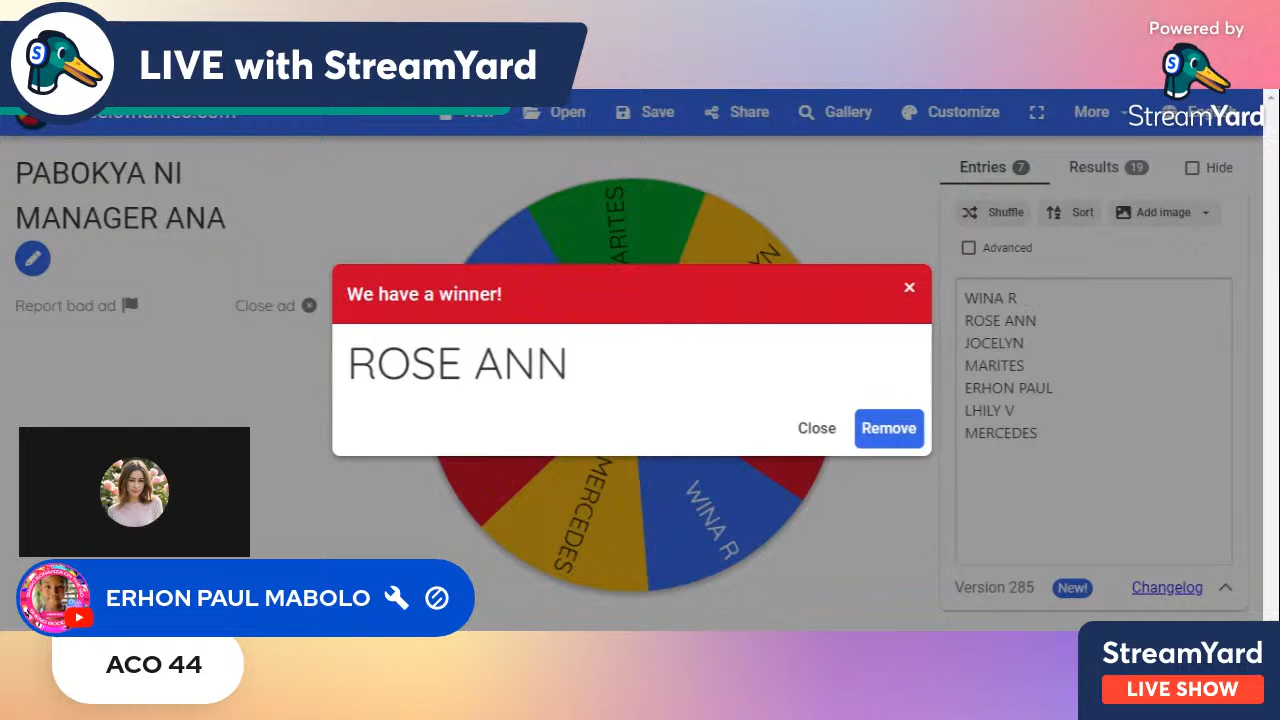 LIVE with StreamYard
Powered by
StreamYard
Open
Save
Share
Gallery
Customize
More
PABOKYA NI
MANAGER ANA
Report bad ad
Close ad
ARITES
Entries 7
Results 19
Hide
Shuffle
Sort
Add image
Advanced
WINA R
ROSE ANN
JOCELYN
MARITES
ERHON PAUL
LHILY V
MERCEDES
We have a winner!
ROSE ANN
Close
Remove
MERCEDES
WINA R
Version 285
New!
Changelog
ERHON PAUL MABOLO
ACO 44
StreamYard
LIVE SHOW